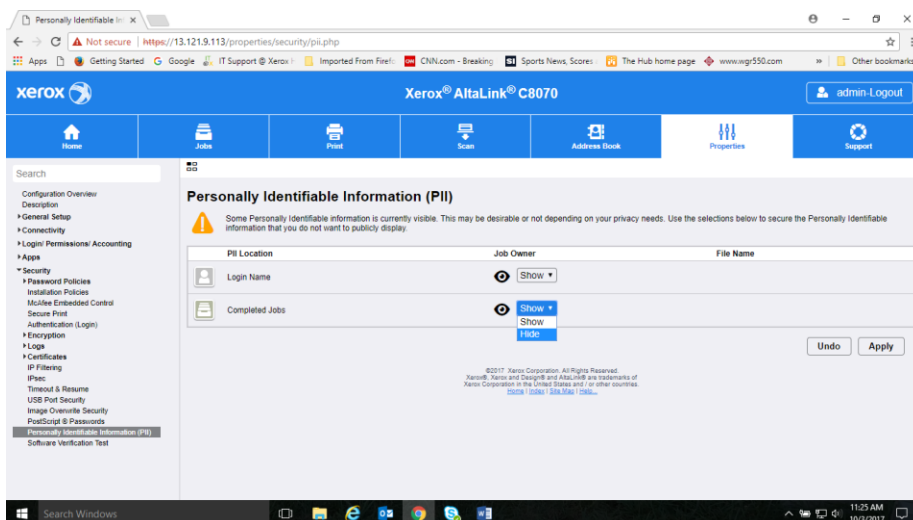 Personally Identifiable Inf
Not secure | https://13.121.9.113/properties/security/pii.php
Apps Getting Started Google IT Support @ Xerox Imported From Firef CNN.com - Breaking SI Sports News, Scores The Hub home page www.wgr550.com » Other bookmarks
xerox Xerox® AltaLink® C8070 admin-Logout
Home Jobs Print Scan Address Book Properties Support
Search
Configuration Overview
Description
General Setup
Connectivity
Login/ Permissions/ Accounting
Apps
Security
Password Policies
Installation Policies
McAfee Embedded Control
Secure Print
Authentication (Login)
Encryption
Logs
Certificates
IP Filtering
IPsec
Timeout & Resume
USB Port Security
Image Overwrite Security
PostScript ® Passwords
Personally Identifiable Information (PII)
Software Verification Test
Personally Identifiable Information (PII)
Some Personally Identifiable information is currently visible. This may be desirable or not depending on your privacy needs. Use the selections below to secure the Personally Identifiable
information that you do not want to publicly display.
PII Location Job Owner File Name
Login Name Show
Completed Jobs Show
Show
Hide
Undo Apply
©2017 Xerox Corporation. All Rights Reserved.
Xerox®, Xerox and Design® and AltaLink® are trademarks of
Xerox Corporation in the United States and / or other countries.
Home | Index | Site Map | Help...
Search Windows
11:25 AM
10/3/2017